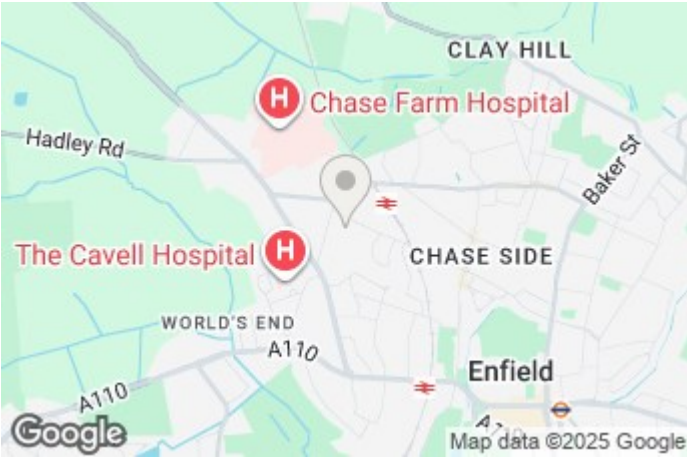 CLAY HILL
H
Chase Farm Hospital
Hadley Rd
Baker St
The Cavell Hospital
H
CHASE SIDE
WORLD'S END
A110
Enfield
A110
A110
Google
Map data ©2025 Google